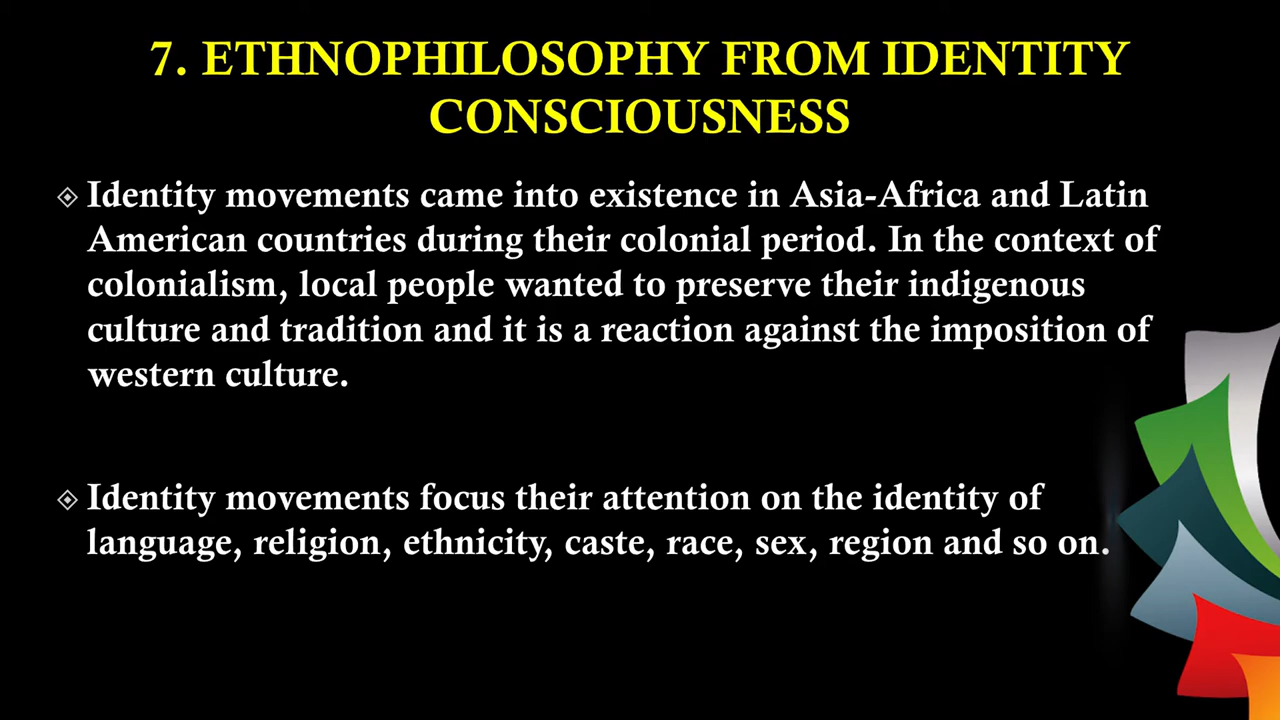 7. ETHNOPHILOSOPHY FROM IDENTITY
CONSCIOUSNESS
Identity movements came into existence in Asia-Africa and Latin
American countries during their colonial period. In the context of
colonialism, local people wanted to preserve their indigenous
culture and tradition and it is a reaction against the imposition of
western culture.
Identity movements focus their attention on the identity of
language, religion, ethnicity, caste, race, sex, region and so on.